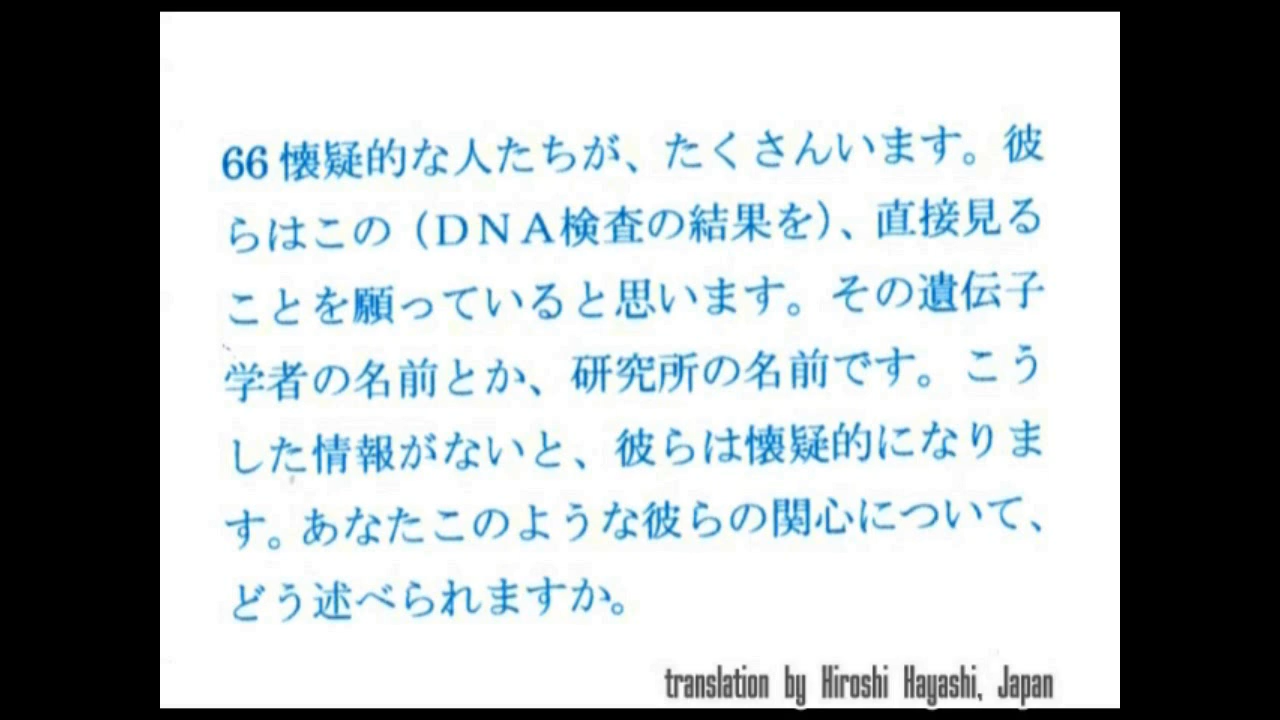 66 懐疑的な人たちが、たくさんいます。彼
らはこの（ＤＮＡ検査の結果を）、直接見る
ことを願っていると思います。その遺伝子
学者の名前とか、研究所の名前です。こう
した情報がないと、彼らは懐疑的になりま
す。あなたこのような彼らの関心について、
どう述べられますか。
translation by Hiroshi Hayashi, Japan